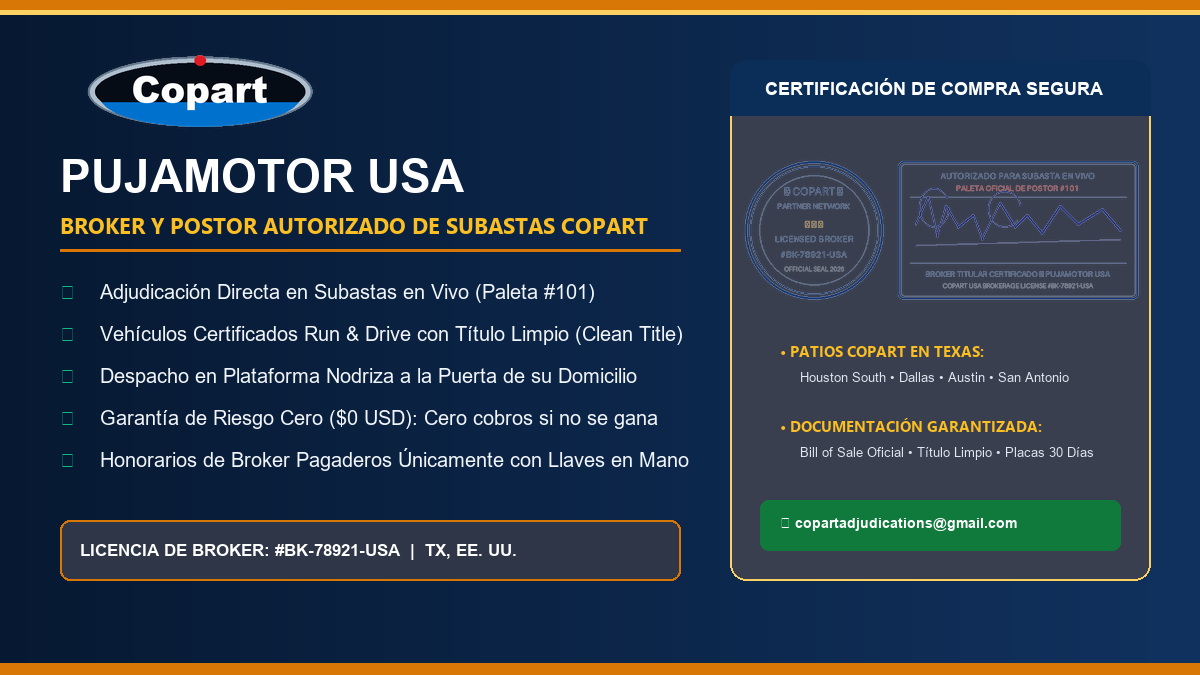 Copart
PUJAMOTOR USA
BROKER Y POSTOR AUTORIZADO DE SUBASTAS COPART
Adjudicación Directa en Subastas en Vivo (Paleta #101)
Vehículos Certificados Run & Drive con Título Limpio (Clean Title)
Despacho en Plataforma Nodriza a la Puerta de su Domicilio
Garantía de Riesgo Cero ($0 USD): Cero cobros si no se gana
Honorarios de Broker Pagaderos Únicamente con Llaves en Mano
LICENCIA DE BROKER: #BK-78921-USA | TX, EE. UU.
CERTIFICACIÓN DE COMPRA SEGURA
COPART
PARTNER NETWORK
LICENSED BROKER
#BK-78921-USA
OFFICIAL SEAL 2026
AUTORIZADO PARA SUBASTA EN VIVO
PALETA OFICIAL DE POSTOR #101
BROKER TITULAR CERTIFICADO PUJAMOTOR USA
COPART USA BROKERAGE LICENSE #BK-78921-USA
• PATIOS COPART EN TEXAS:
Houston South • Dallas • Austin • San Antonio
• DOCUMENTACIÓN GARANTIZADA:
Bill of Sale Oficial • Título Limpio • Placas 30 Días
copartadjudications@gmail.com